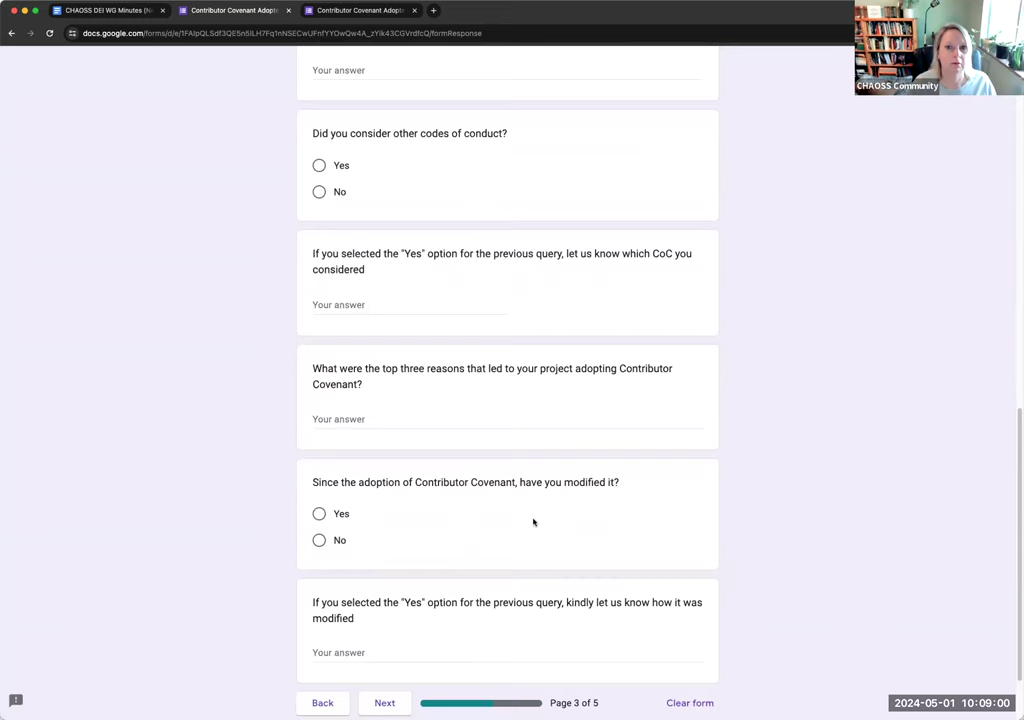 CHAOSS DEI WG Minutes (N
Contributor Covenant Adopt
Contributor Covenant Adopt
Your answer
Did you consider other codes of conduct?
Yes
No
If you selected the "Yes" option for the previous query, let us know which CoC you
considered
Your answer
What were the top three reasons that led to your project adopting Contributor
Covenant?
Your answer
Since the adoption of Contributor Covenant, have you modified it?
Yes
No
If you selected the "Yes" option for the previous query, kindly let us know how it was
modified
Your answer
Back
Next
Page 3 of 5
Clear form
CHAOSS Community
2024-05-01 10:09:00